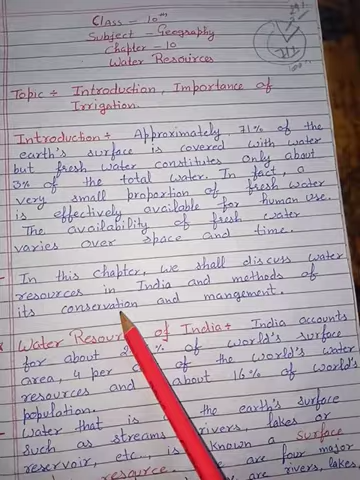 Class - 10th
Subject - Geography
Chapter - 10
Water Resources
Topic ÷ Introduction, Importance of
Irrigation.
Introduction ÷ Approximately, 71% of the
earth's surface is covered with water
but fresh water constitutes only about
3% of the total water. In fact, a
very small proportion of fresh water
is effectively available for human use.
The availability of fresh water
varies over space and time.
In this chapter, we shall discuss water
resources in India and methods of
its conservation and mangement.
Water Resour of India ÷ India accounts
for about 2 % of world's surface
area, 4 per of the world's water
resources and about 16% of world's
population.
Water that is the earth's surface
such as streams rivers, lakes or
reservoir, etc., is known a surface
are four major
are rivers, lakes,